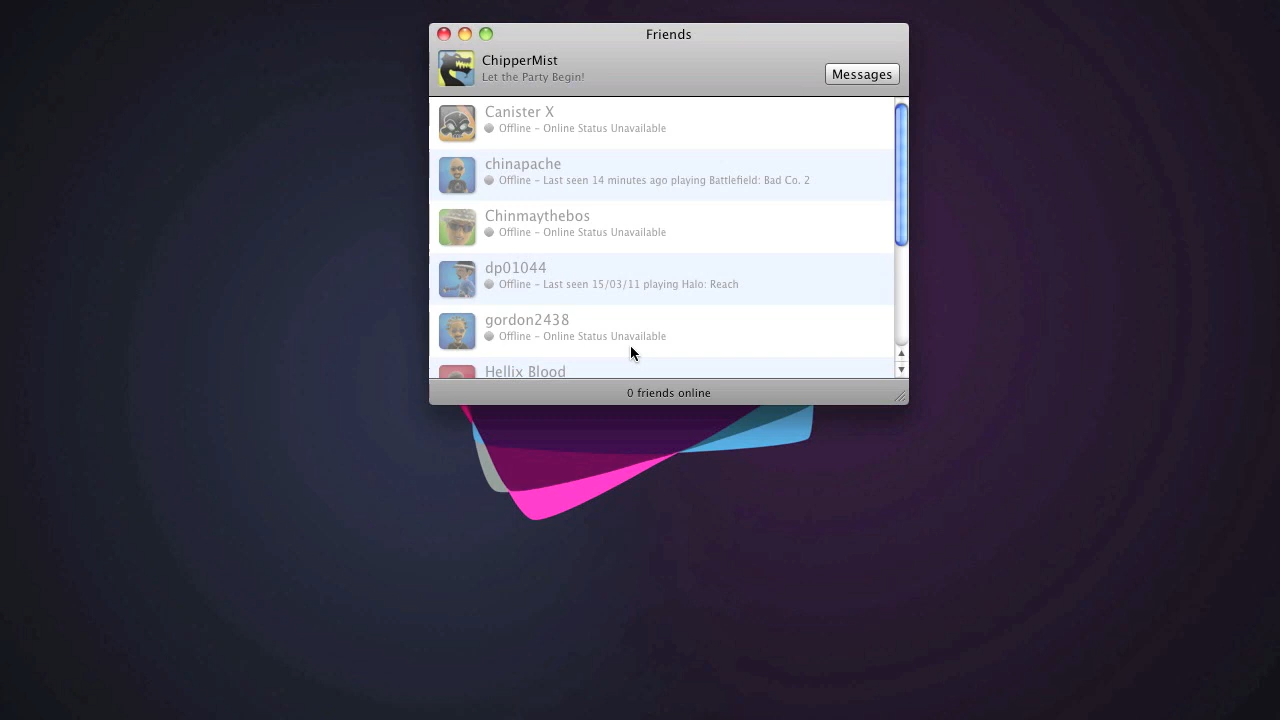 Friends
ChipperMist
Let the Party Begin!
Messages
Canister X
Offline – Online Status Unavailable
chinapache
Offline – Last seen 14 minutes ago playing Battlefield: Bad Co. 2
Chinmaythebos
Offline – Online Status Unavailable
dp01044
Offline – Last seen 15/03/11 playing Halo: Reach
gordon2438
Offline – Online Status Unavailable
Hellix Blood
0 friends online